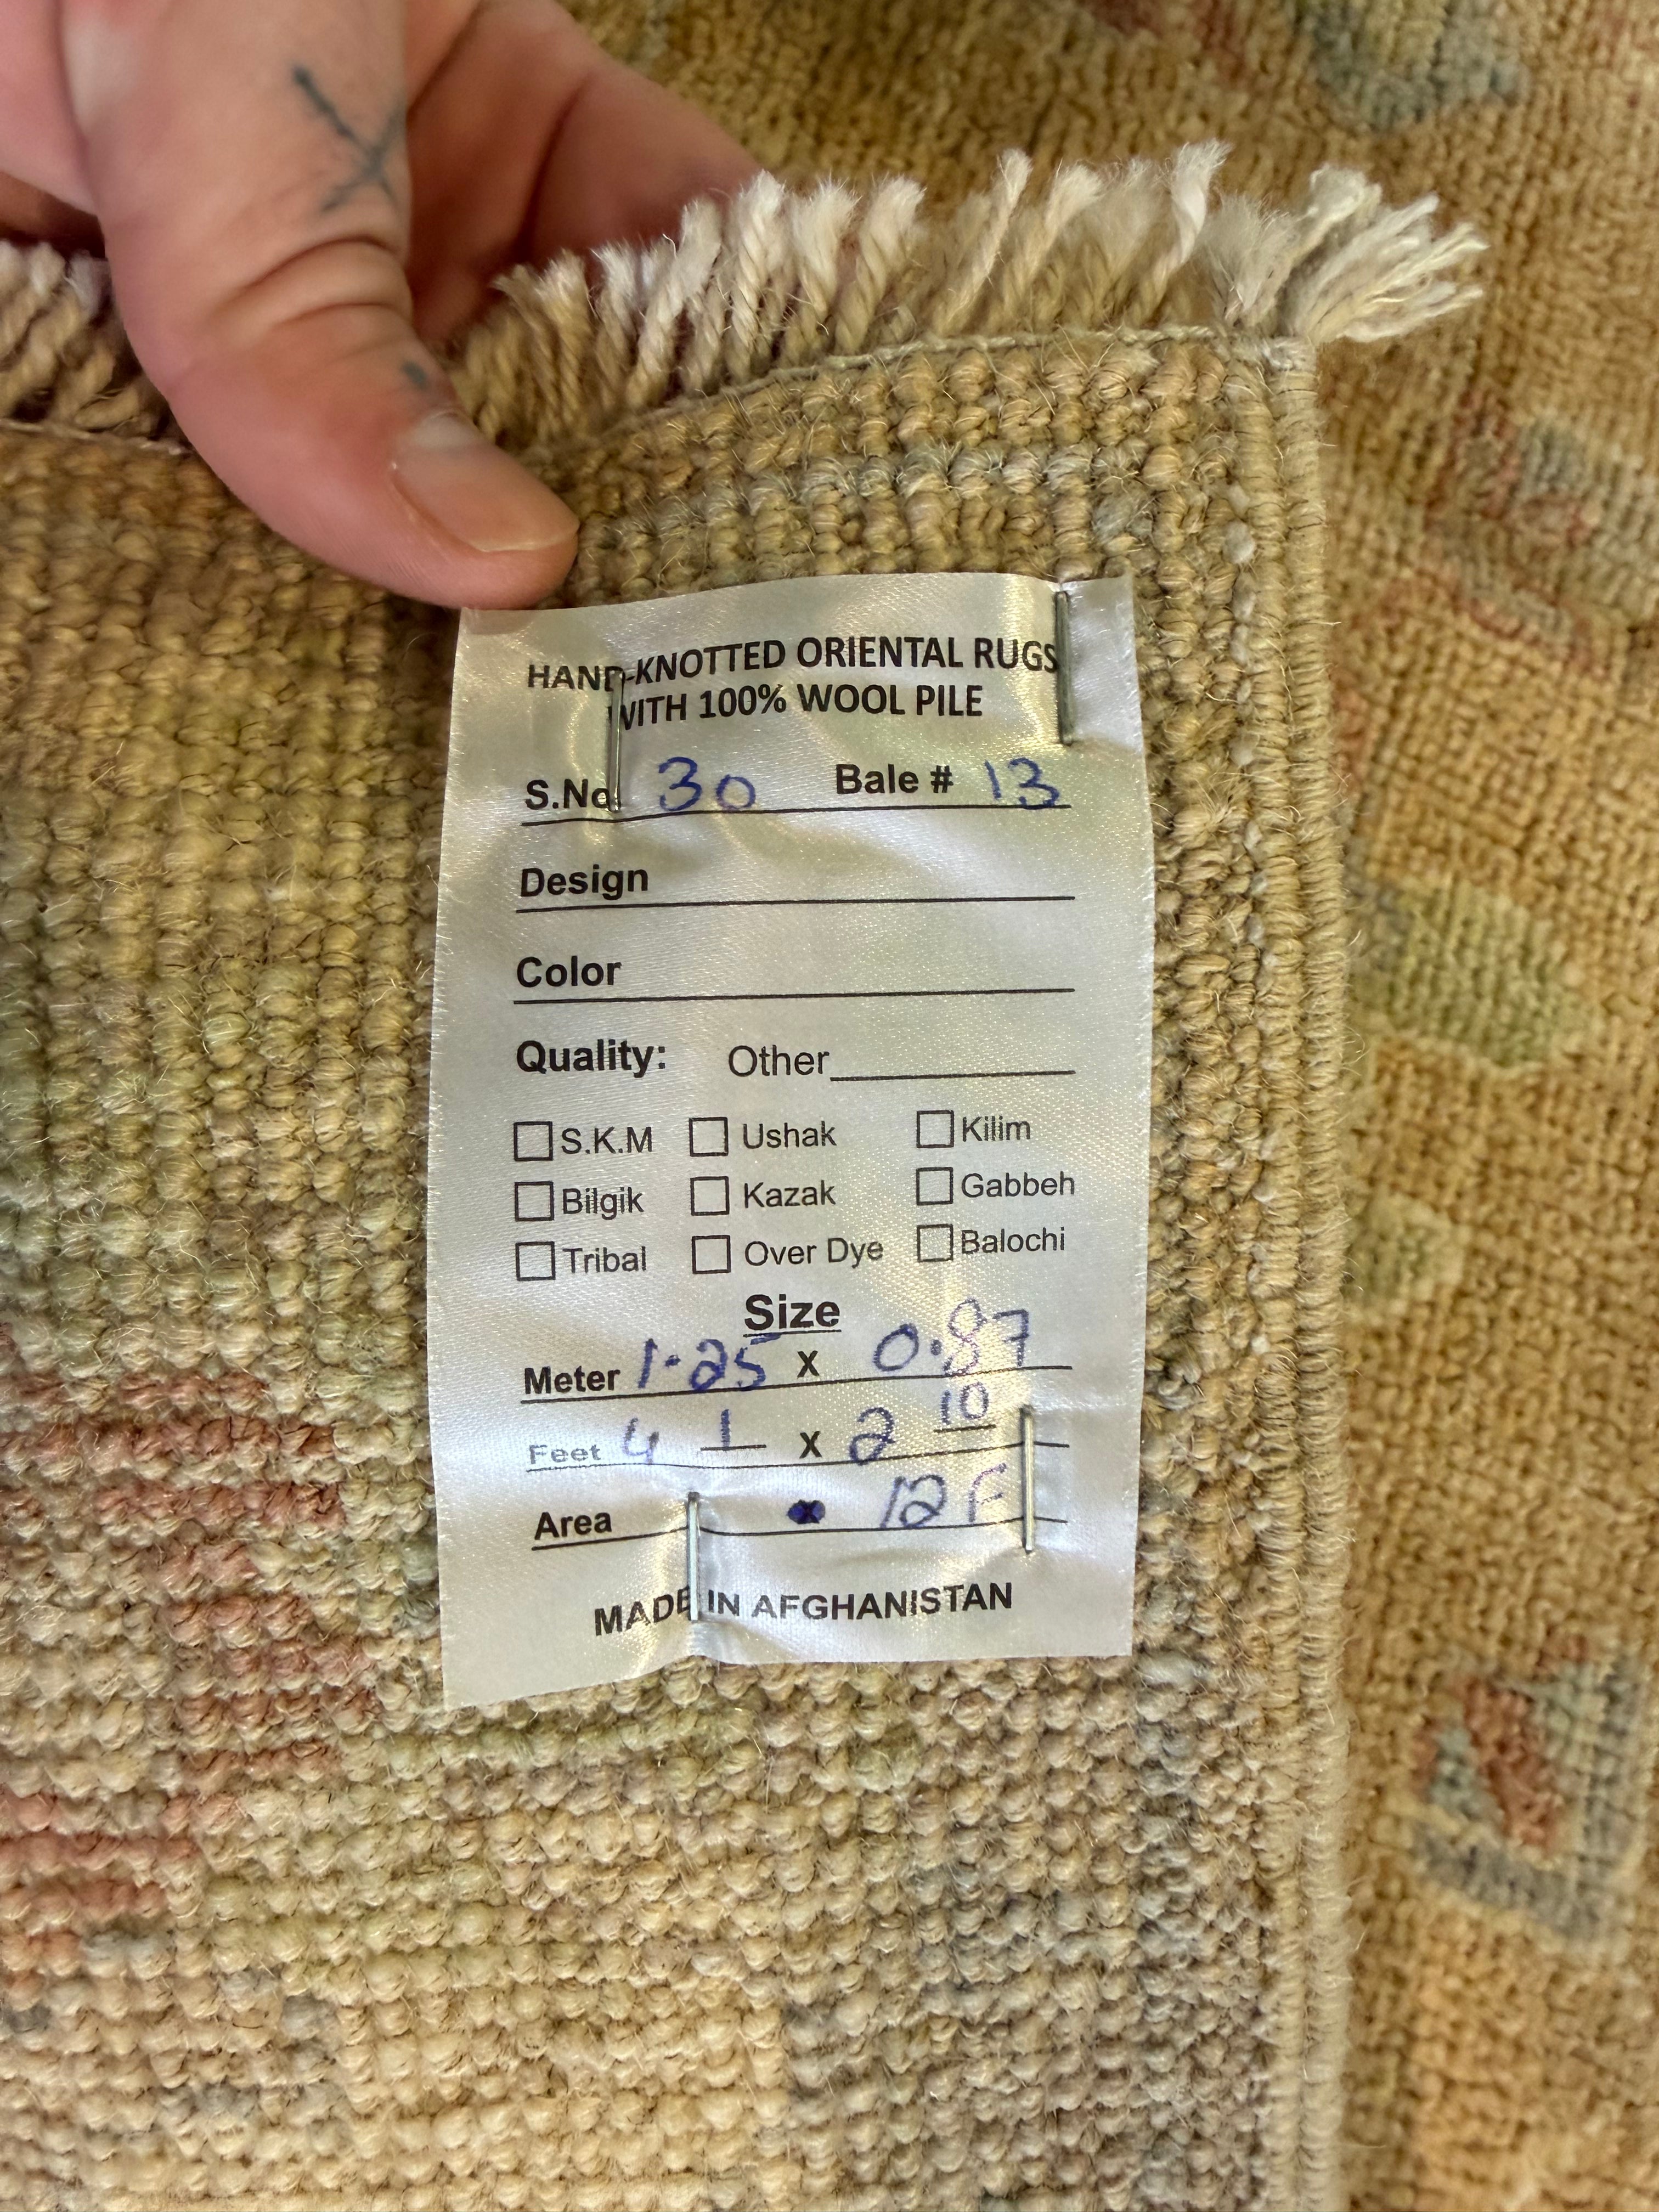 HAND-KNOTTED ORIENTAL RUGS
WITH 100% WOOL PILE
S.No. 30 Bale # 13
Design
Color
Quality: Other
S.K.M Ushak Kilim
Bilgik Kazak Gabbeh
Tribal Over Dye Balochi
Size
Meter 1.25 X 0.87
Feet 4 1 X 2 10
Area x 12F
MADE IN AFGHANISTAN